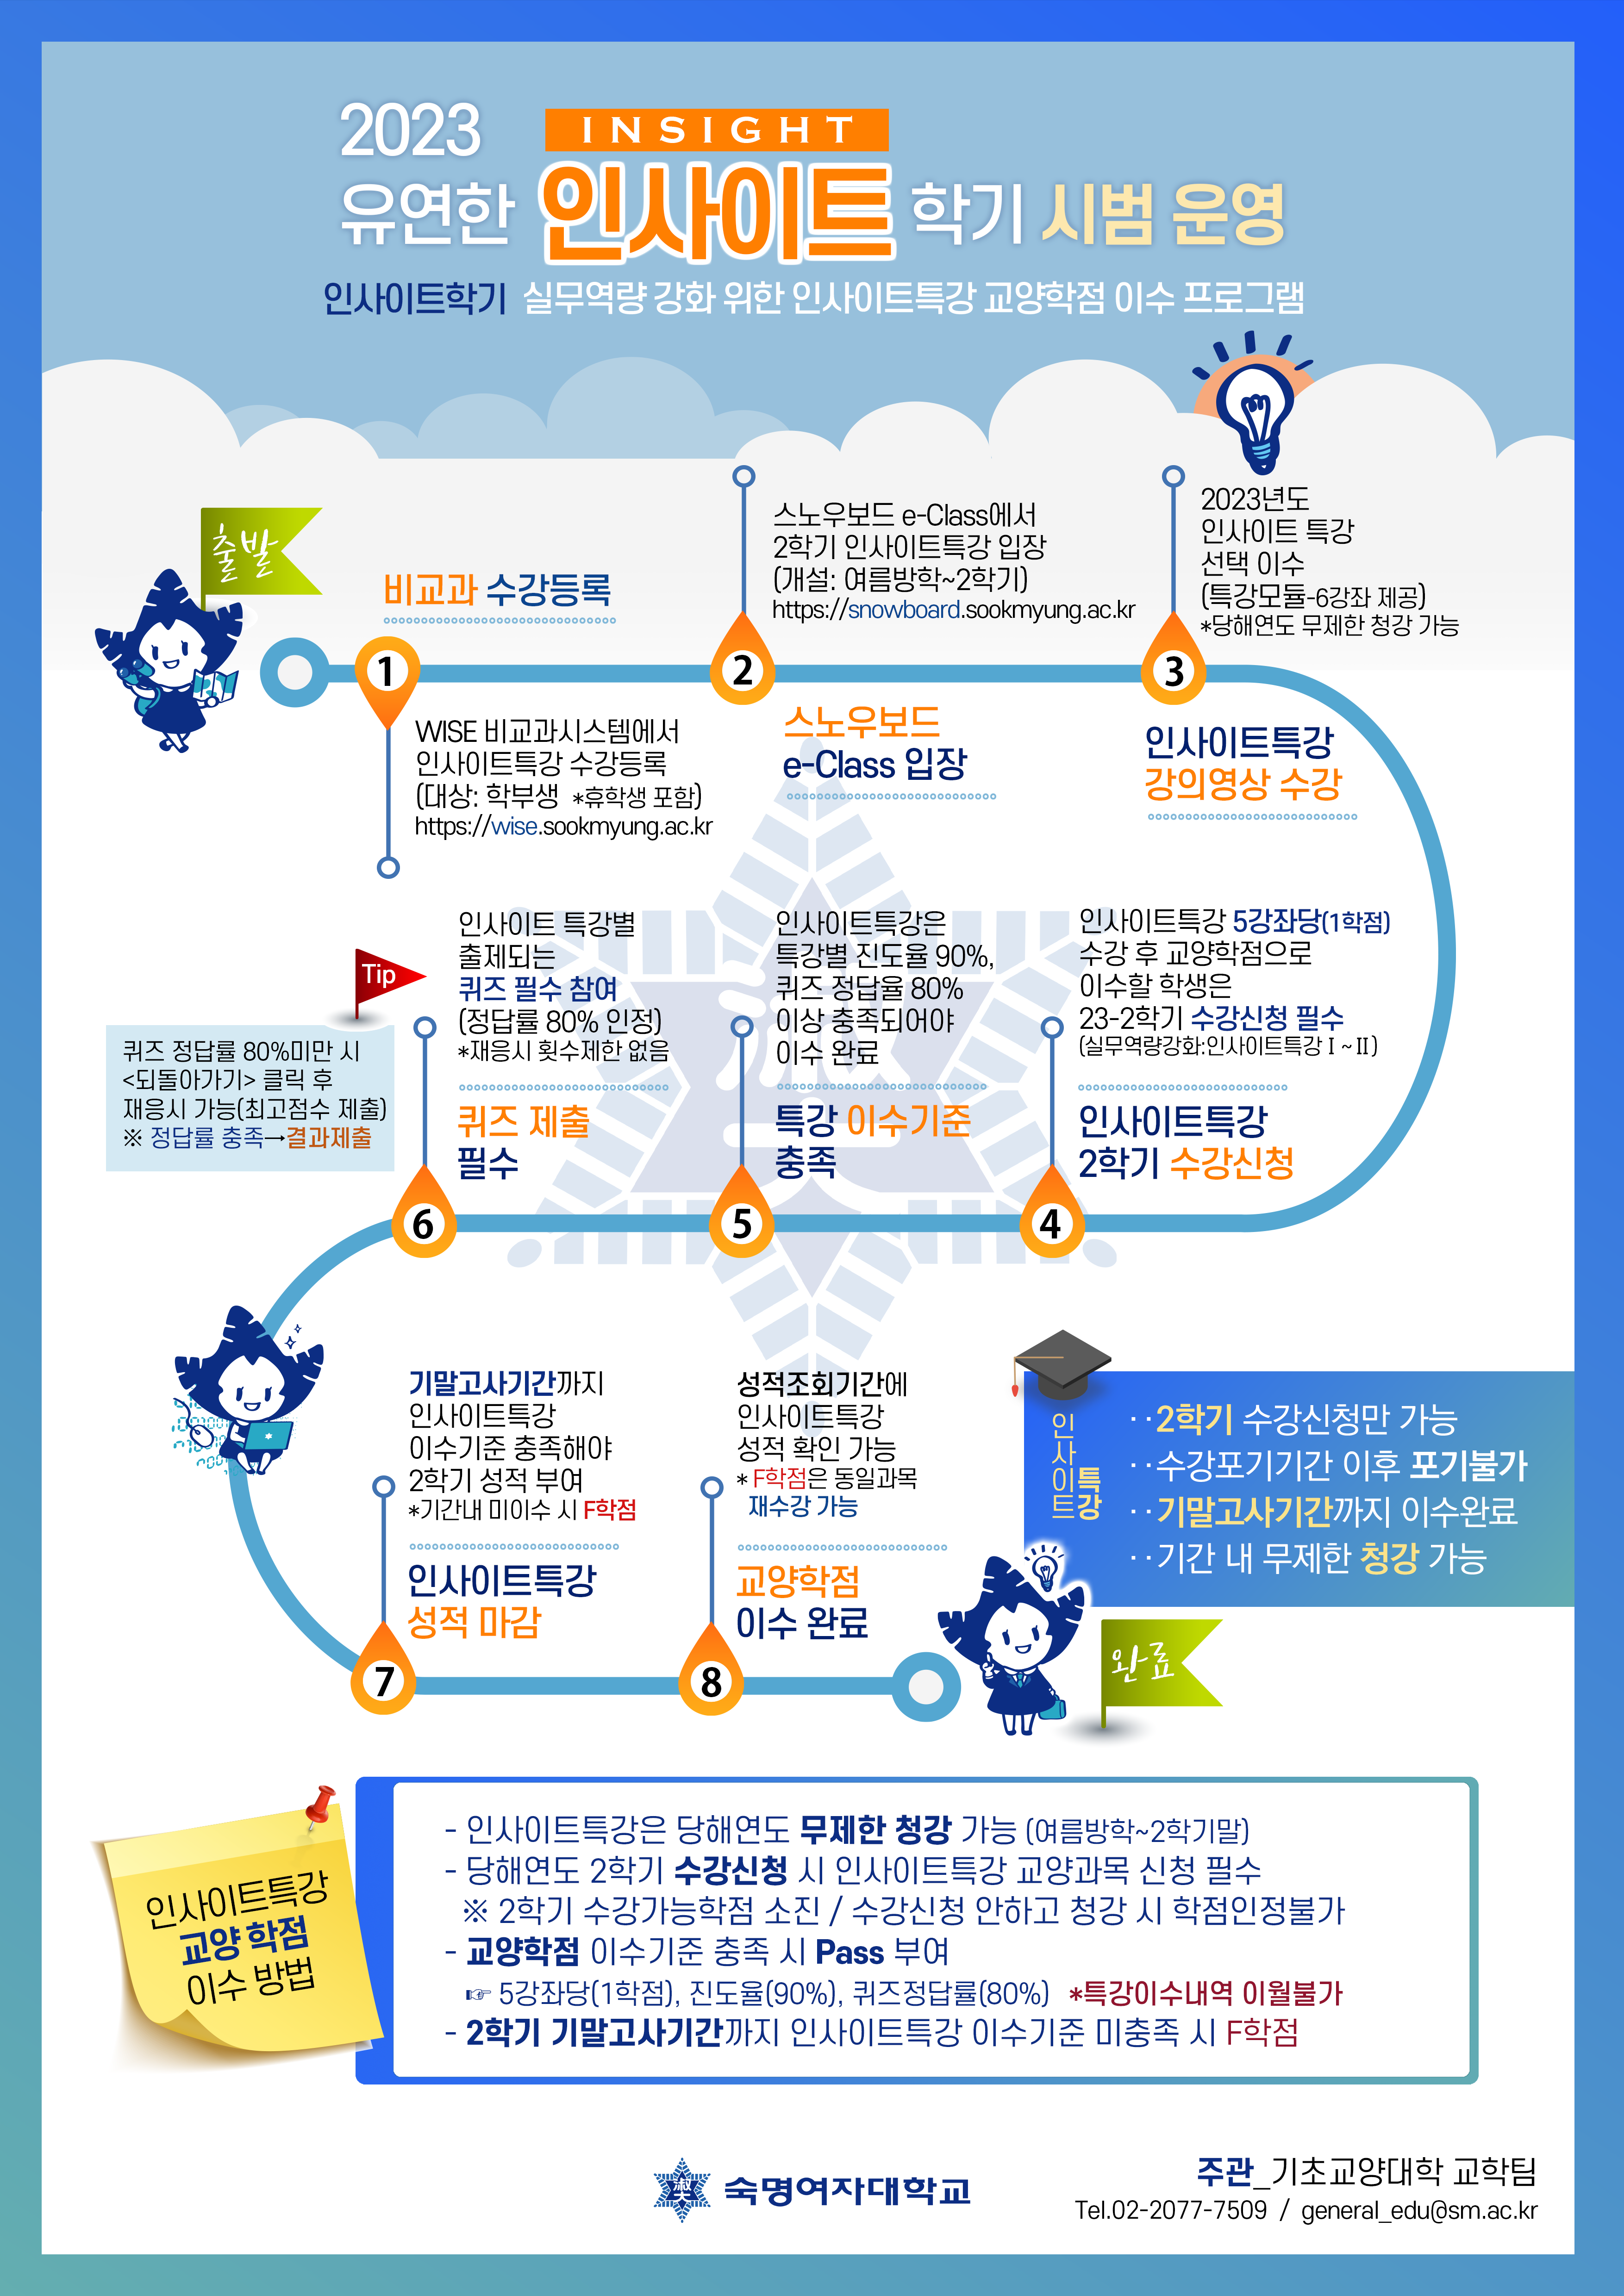 2023
INSIGHT
유연한 인사이트 학기 시범 운영
인사이트학기 실무역량 강화 위한 인사이트특강 교양학점 이수 프로그램
출발
비교과 수강등록
1
WISE 비교과시스템에서
인사이트특강 수강등록
(대상: 학부생 *휴학생 포함)
https://wise.sookmyung.ac.kr
스노우보드 e-Class에서
2학기 인사이트특강 입장
(개설: 여름방학~2학기)
https://snowboard.sookmyung.ac.kr
2
스노우보드
e-Class 입장
2023년도
인사이트 특강
선택 이수
(특강모듈-6강좌 제공)
*당해연도 무제한 청강 가능
3
인사이트특강
강의영상 수강
인사이트특강 5강좌당(1학점)
수강 후 교양학점으로
이수할 학생은
23-2학기 수강신청 필수
(실무역량강화:인사이트특강Ⅰ~Ⅱ)
인사이트특강
2학기 수강신청
4
인사이트특강은
특강별 진도율 90%,
퀴즈 정답율 80%
이상 충족되어야
이수 완료
특강 이수기준
충족
5
인사이트 특강별
출제되는
퀴즈 필수 참여
(정답률 80% 인정)
*재응시 횟수제한 없음
퀴즈 제출
필수
6
Tip
퀴즈 정답률 80%미만 시
<되돌아가기> 클릭 후
재응시 가능(최고점수 제출)
※ 정답률 충족→결과제출
기말고사기간까지
인사이트특강
이수기준 충족해야
2학기 성적 부여
*기간내 미이수 시 F학점
인사이트특강
성적 마감
7
성적조회기간에
인사이트특강
성적 확인 가능
* F학점은 동일과목
재수강 가능
교양학점
이수 완료
8
인사이트특강
··2학기 수강신청만 가능
··수강포기기간 이후 포기불가
··기말고사기간까지 이수완료
··기간 내 무제한 청강 가능
완료
인사이트특강
교양 학점
이수 방법
- 인사이트특강은 당해연도 무제한 청강 가능 (여름방학~2학기말)
- 당해연도 2학기 수강신청 시 인사이트특강 교양과목 신청 필수
※ 2학기 수강가능학점 소진 / 수강신청 안하고 청강 시 학점인정불가
- 교양학점 이수기준 충족 시 Pass 부여
☞ 5강좌당(1학점), 진도율(90%), 퀴즈정답률(80%) *특강이수내역 이월불가
- 2학기 기말고사기간까지 인사이트특강 이수기준 미충족 시 F학점
숙명여자대학교
주관_기초교양대학 교학팀
Tel.02-2077-7509 / general_edu@sm.ac.kr